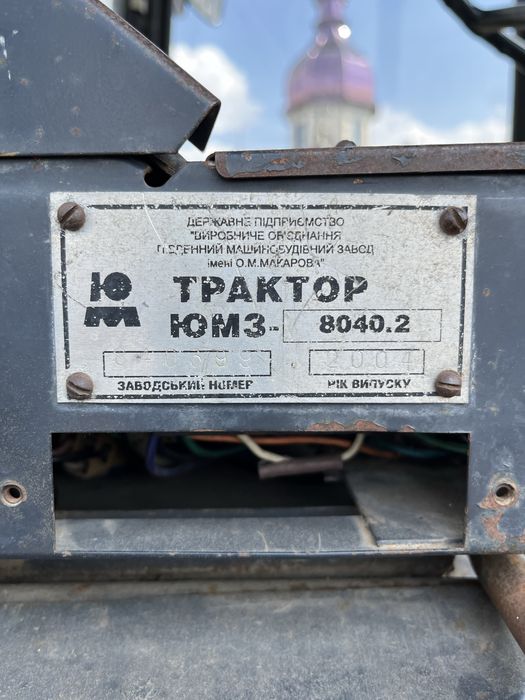 ДЕРЖАВНЕ ПІДПРИЄМСТВО
"ВИРОБНИЧЕ ОБ'ЄДНАННЯ
ПІВДЕННИЙ МАШИНОБУДІВНИЙ ЗАВОД
імені О.М.МАКАРОВА"
Ю
М
ТРАКТОР
ЮМЗ- 8040.2
2004
ЗАВОДСЬКИЙ НОМЕР РІК ВИПУСКУ